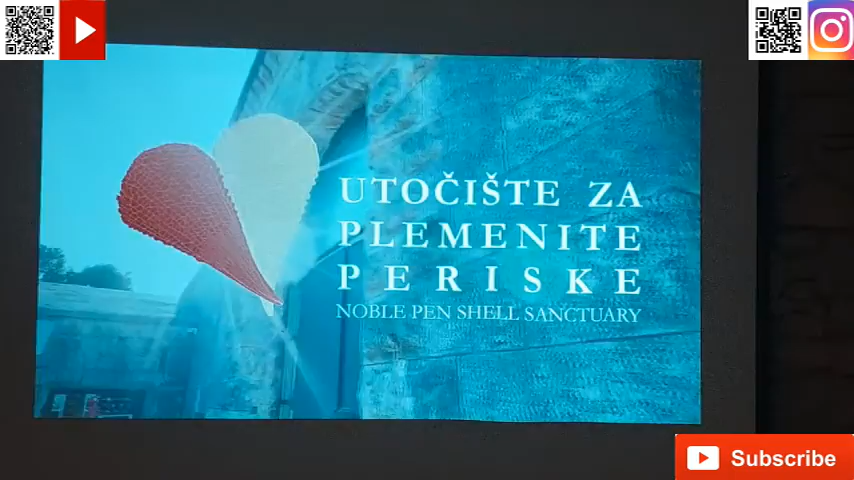 UTOČIŠTE ZA
PLEMENITE
PERISKE
NOBLE PEN SHELL SANCTUARY
Subscribe